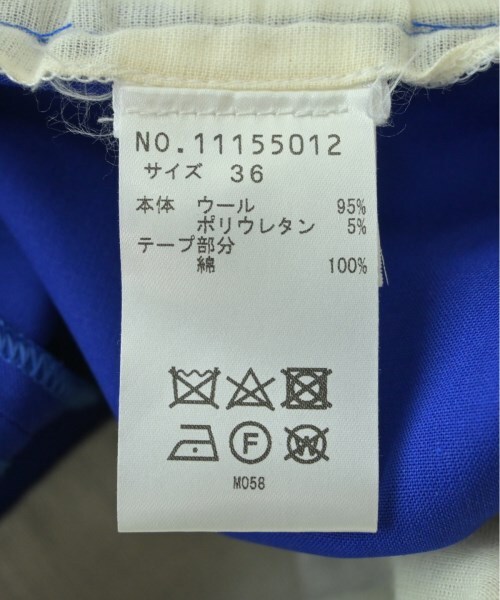 NO.11155012
サイズ 36
本体 ウール 95%
ポリウレタン 5%
テープ部分
綿 100%
F W
M058